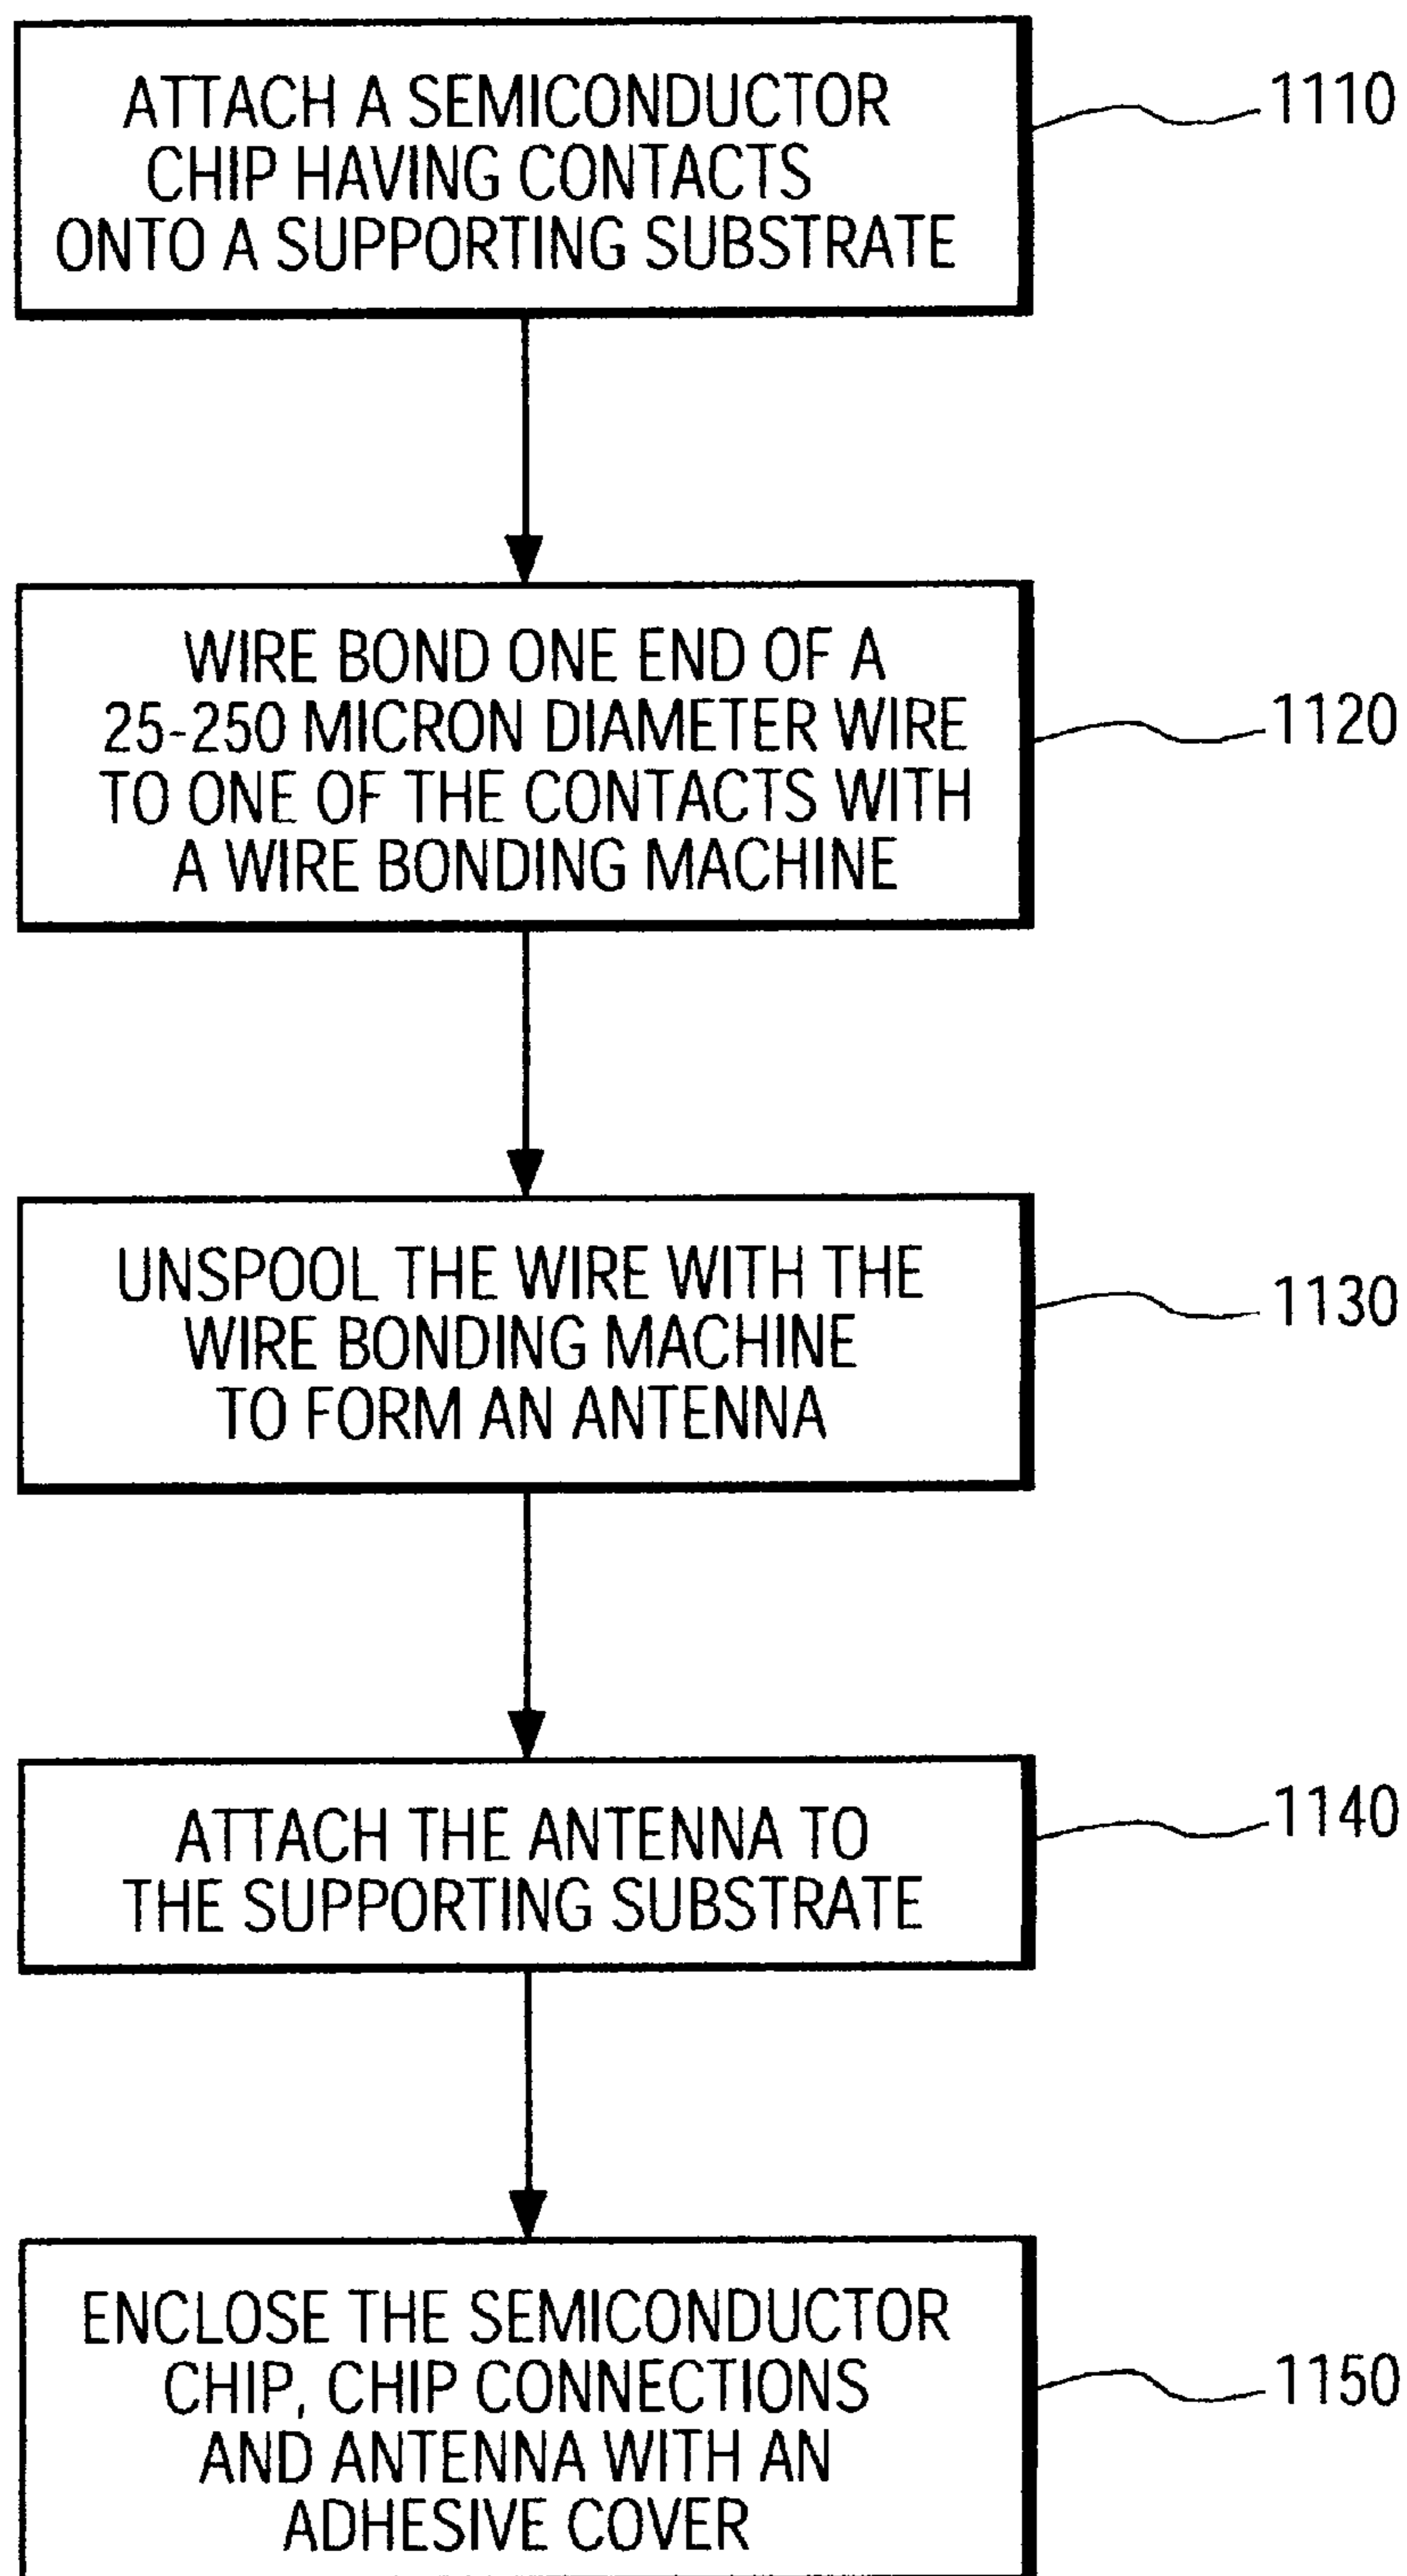 ATTACH A SEMICONDUCTOR
CHIP HAVING CONTACTS
ONTO A SUPPORTING SUBSTRATE
1110
WIRE BOND ONE END OF A
25-250 MICRON DIAMETER WIRE
TO ONE OF THE CONTACTS WITH
A WIRE BONDING MACHINE
1120
UNSPOOL THE WIRE WITH THE
WIRE BONDING MACHINE
TO FORM AN ANTENNA
1130
ATTACH THE ANTENNA TO
THE SUPPORTING SUBSTRATE
1140
ENCLOSE THE SEMICONDUCTOR
CHIP, CHIP CONNECTIONS
AND ANTENNA WITH AN
ADHESIVE COVER
1150